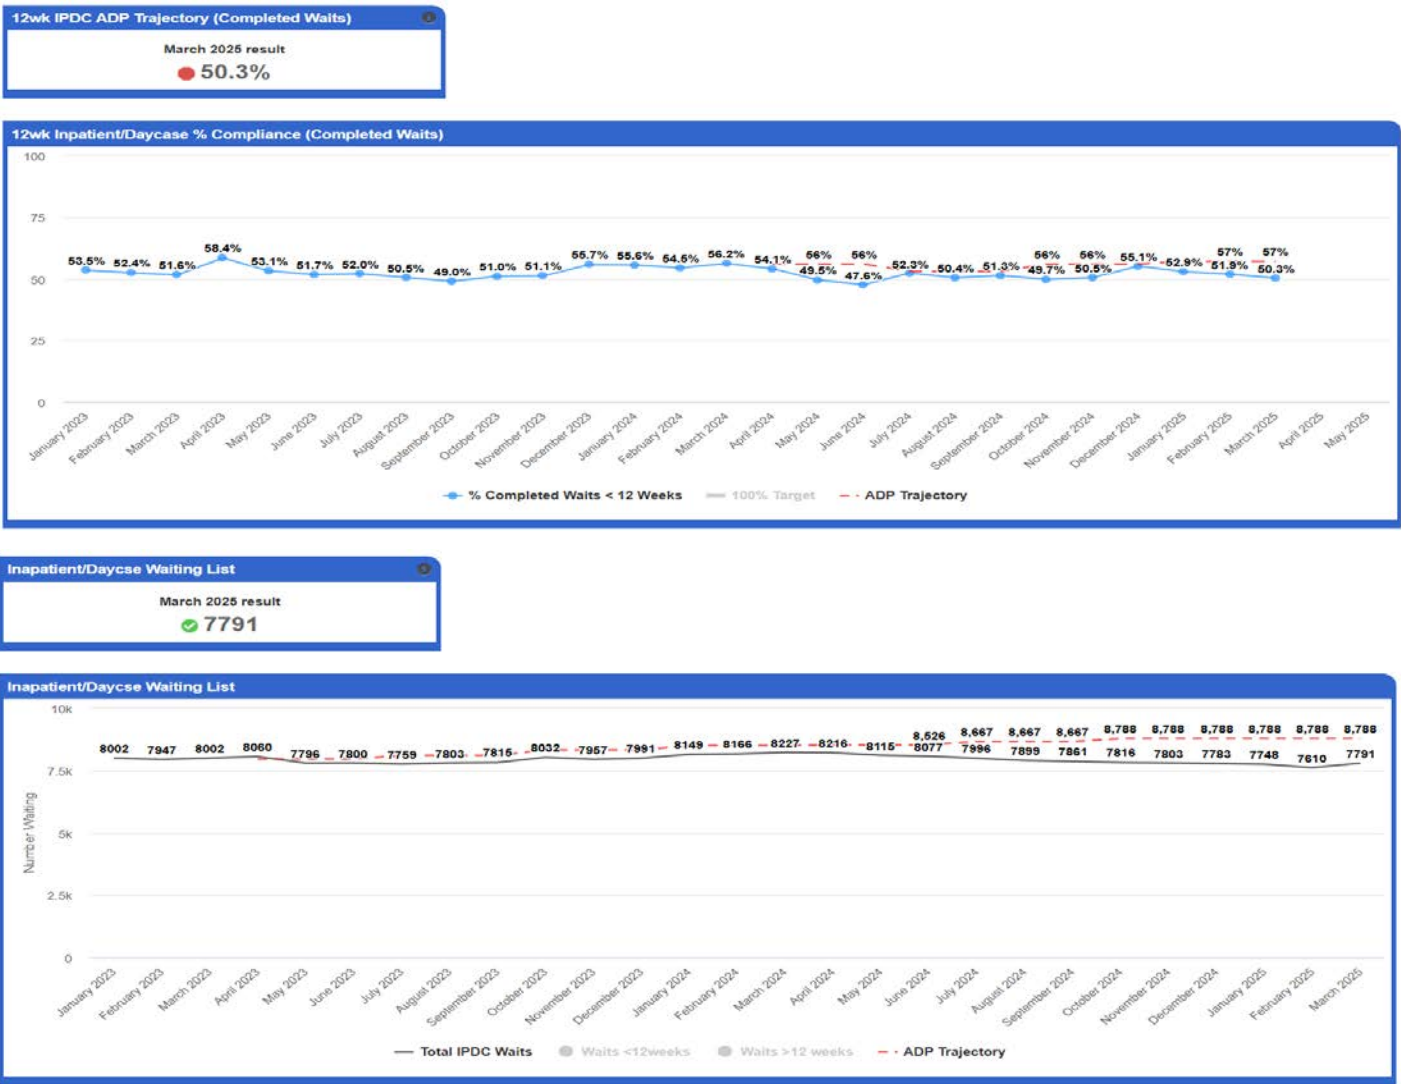 12wk IPDC ADP Trajectory (Completed Waits)
March 2025 result
50.3%
12wk Inpatient/Daycase % Compliance (Completed Waits)
100
75
50
25
0
53.5% 52.4% 51.6% 58.4% 53.1% 51.7% 52.0% 50.5% 49.0% 51.0% 51.1% 55.7% 55.6% 54.5% 56.2% 54.1% 49.5% 47.6% 52.3% 50.4% 51.3% 49.7% 50.5% 55.1% 52.9% 51.9% 50.3%
56% 56% 56% 56% 57% 57%
January 2023 February 2023 March 2023 April 2023 May 2023 June 2023 July 2023 August 2023 September 2023 October 2023 November 2023 December 2023 January 2024 February 2024 March 2024 April 2024 May 2024 June 2024 July 2024 August 2024 September 2024 October 2024 November 2024 December 2024 January 2025 February 2025 March 2025 April 2025 May 2025
% Completed Waits < 12 Weeks 100% Target ADP Trajectory
Inapatient/Daycse Waiting List
March 2025 result
7791
Inapatient/Daycse Waiting List
Number Waiting
10k
7.5k
5k
2.5k
0
8,526 8,667 8,667 8,667 8,788 8,788 8,788 8,788 8,788 8,788
8002 7947 8002 8060 7796 7800 7759 7803 7815 8032 7957 7991 8149 8166 8227 8216 8115 8077 7996 7899 7861 7816 7803 7783 7748 7610 7791
January 2023 February 2023 March 2023 April 2023 May 2023 June 2023 July 2023 August 2023 September 2023 October 2023 November 2023 December 2023 January 2024 February 2024 March 2024 April 2024 May 2024 June 2024 July 2024 August 2024 September 2024 October 2024 November 2024 December 2024 January 2025 February 2025 March 2025
Total IPDC Waits Waits <12weeks Waits >12 weeks ADP Trajectory